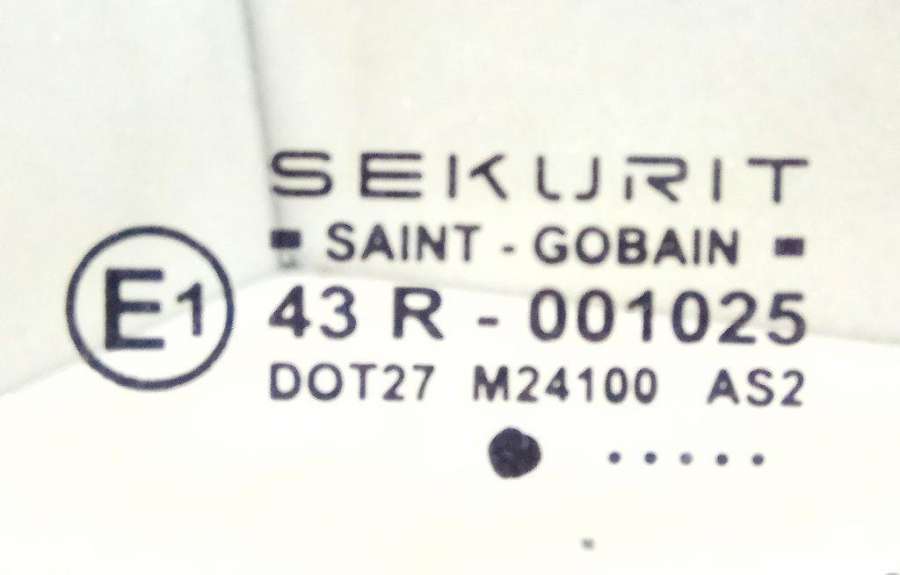 SEKURIT
SAINT - GOBAIN
E1
43 R - 001025
DOT27 M24100 AS2